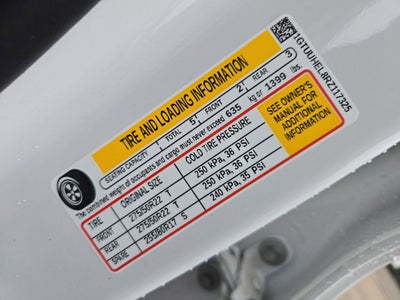 TIRE AND LOADING INFORMATION
SEATING CAPACITY TOTAL 5 FRONT 2 REAR 3
The combined weight of occupants and cargo must never exceed 635 kg or 1399 lbs.
TIRE ORIGINAL SIZE COLD TIRE PRESSURE
FRONT 275/50R22 T 250 kPa, 36 PSI
REAR 275/50R22 T 250 kPa, 36 PSI
SPARE 255/80R17 S 240 kPa, 35 PSI
SEE OWNER'S
MANUAL FOR
ADDITIONAL
INFORMATION
1GTUUHEL8RZ117325